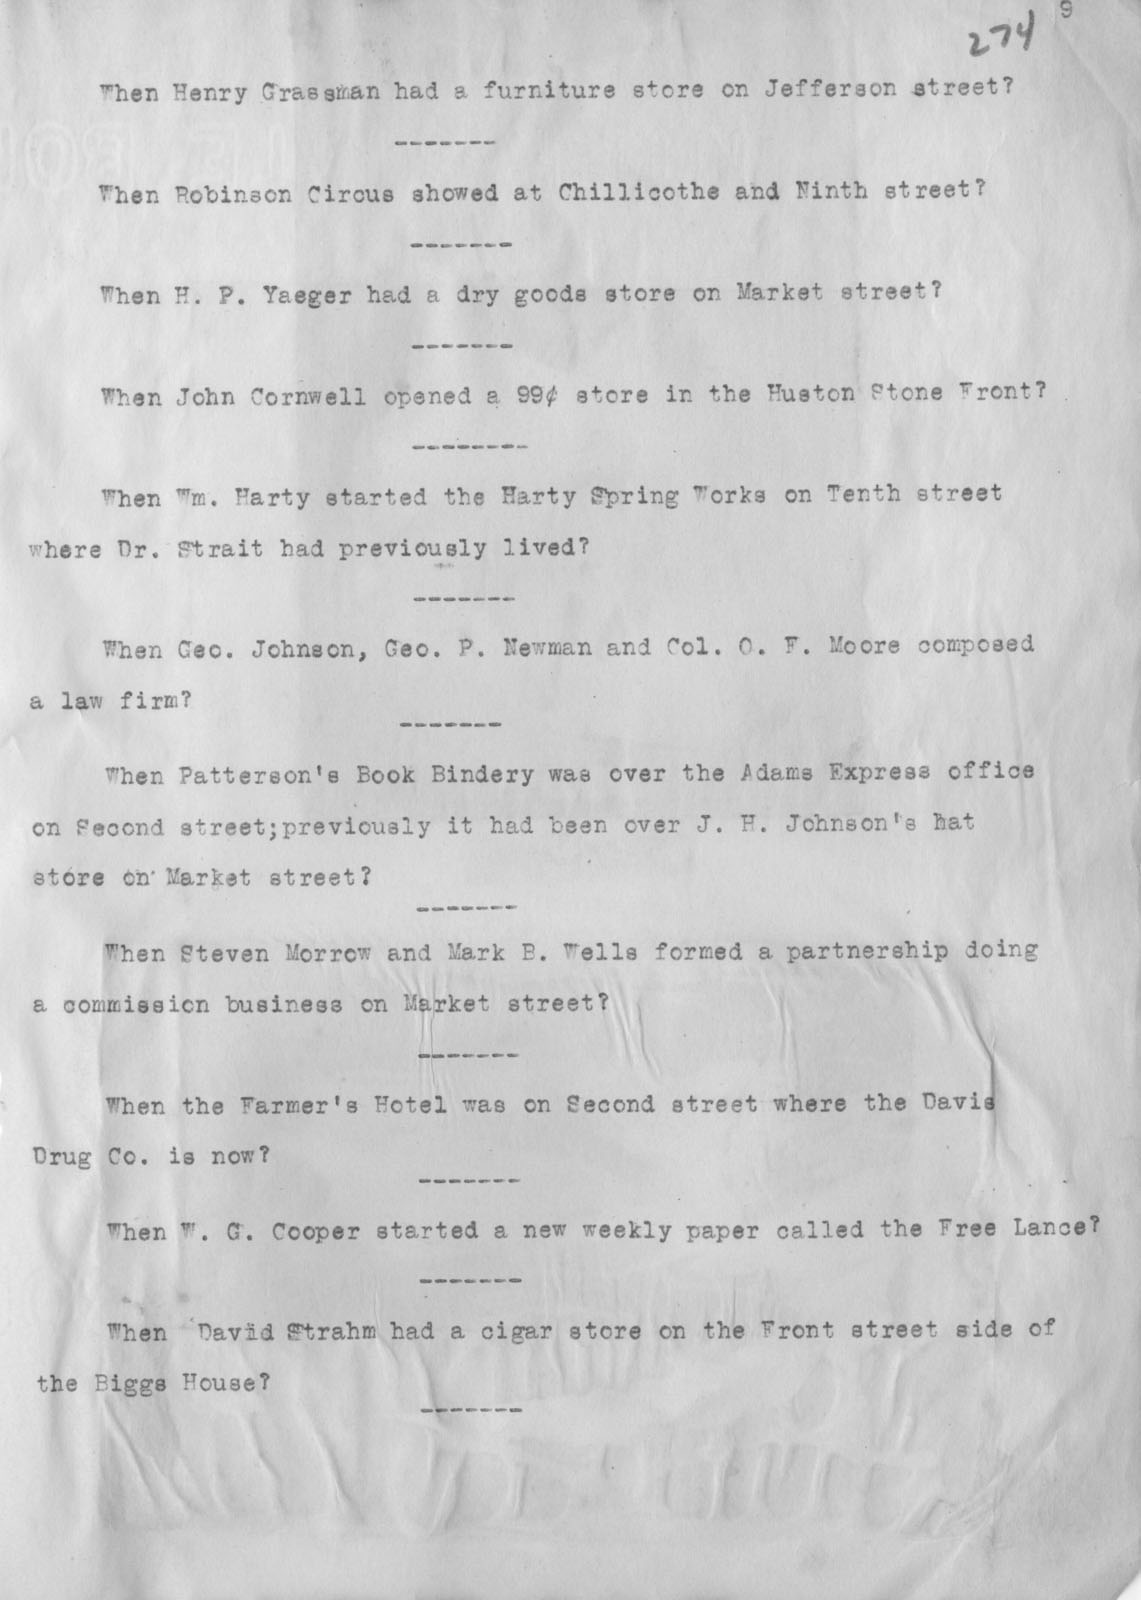 9
274
When Henry Grassman had a furniture store on Jefferson street?
-------
When Robinson Circus showed at Chillicothe and Ninth street?
-------
When H. P. Yaeger had a dry goods store on Market street?
-------
When John Cornwell opened a 99¢ store in the Huston Stone Front?
--------
When Wm. Harty started the Harty Spring Works on Tenth street
where Dr. Strait had previously lived?
-------
When Geo. Johnson, Geo. P. Newman and Col. O. F. Moore composed
a law firm?
-------
When Patterson's Book Bindery was over the Adams Express office
on Second street;previously it had been over J. H. Johnson's hat
store on Market street?
-------
When Steven Morrow and Mark B. Wells formed a partnership doing
a commission business on Market street?
-------
When the Farmer's Hotel was on Second street where the Davis
Drug Co. is now?
-------
When W. G. Cooper started a new weekly paper called the Free Lance?
-------
When David Strahm had a cigar store on the Front street side of
the Biggs House?
-------